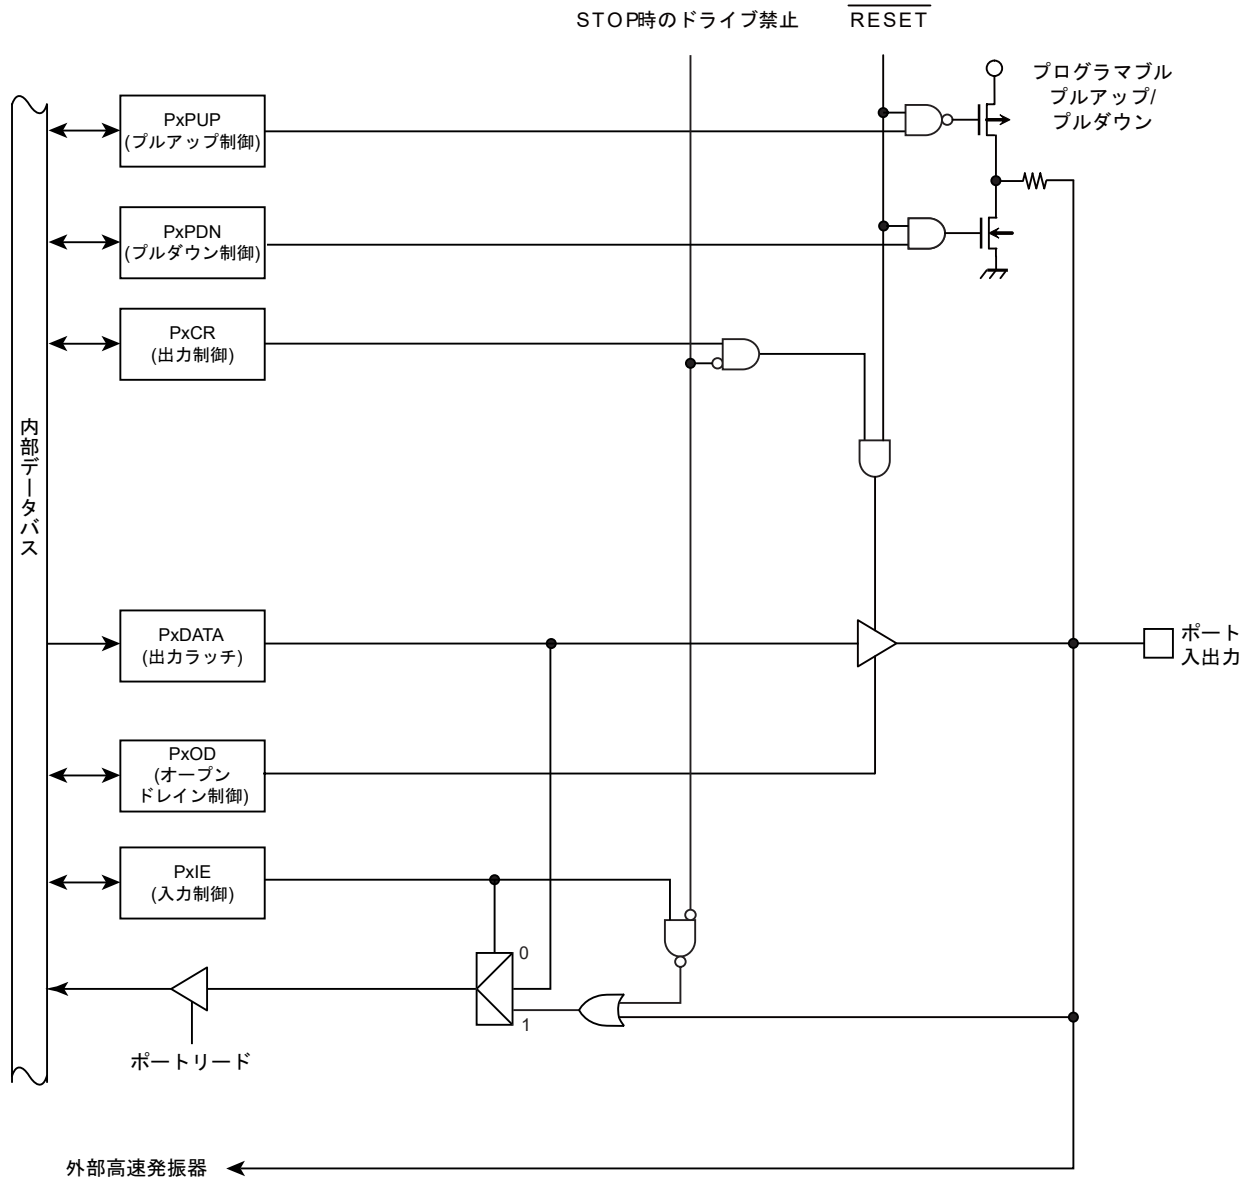 STOP時のドライブ禁止
RESET
プログラマブル
プルアップ/
プルダウン
PxPUP
(プルアップ制御)
PxPDN
(プルダウン制御)
PxCR
(出力制御)
内部データバス
PxDATA
(出力ラッチ)
ポート
入出力
PxOD
(オープン
ドレイン制御)
PxIE
(入力制御)
0
1
ポートリード
外部高速発振器